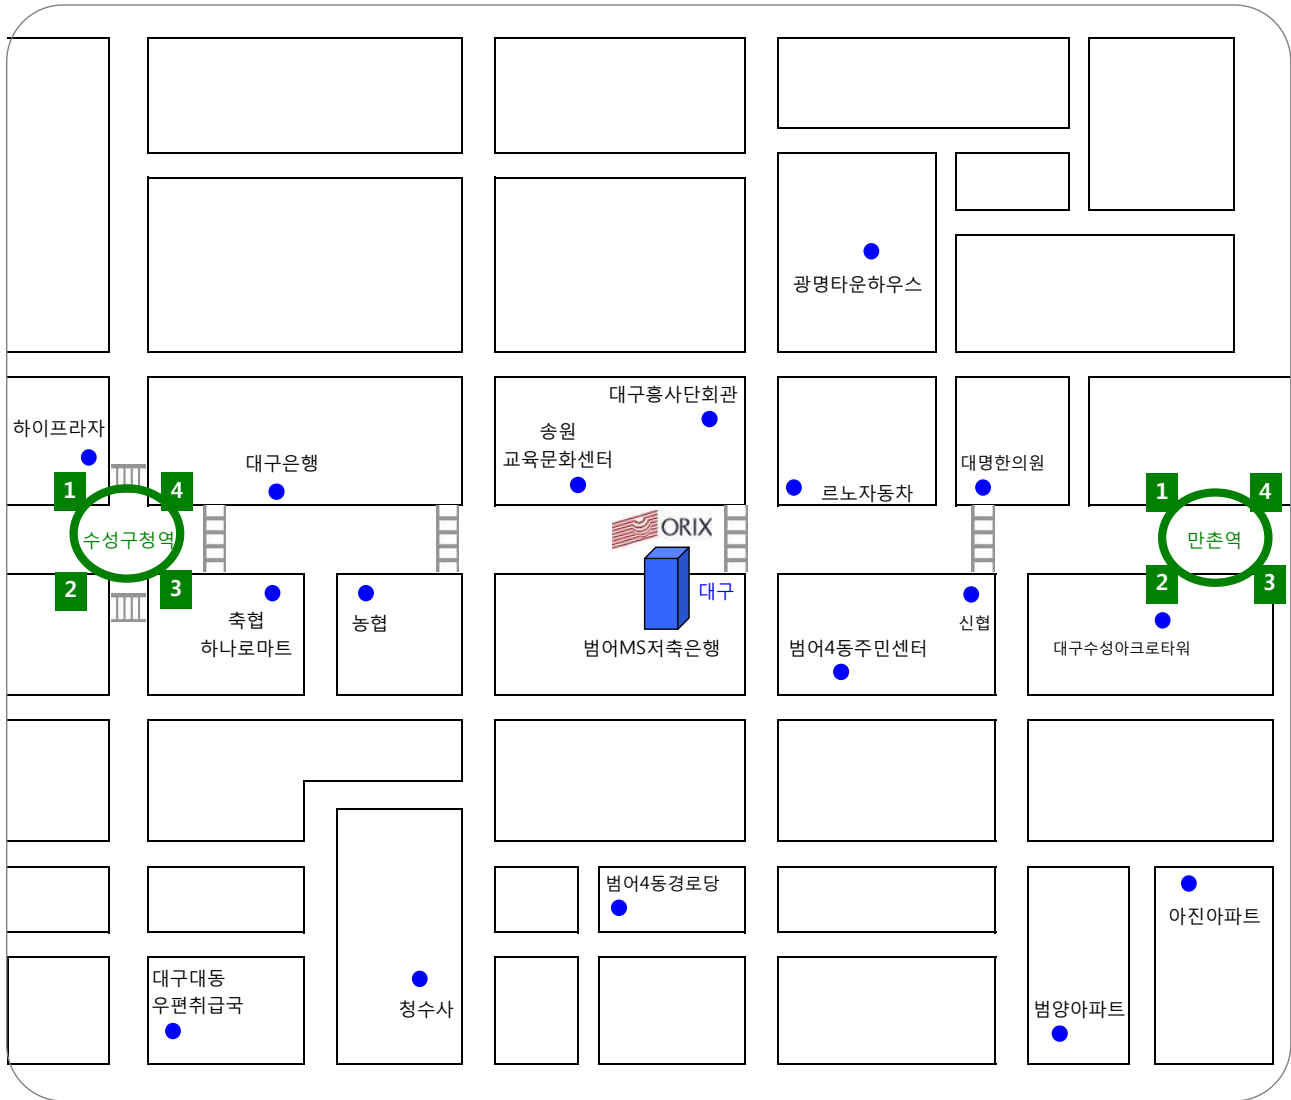 광명타운하우스
대구흥사단회관
하이프라자
송원
교육문화센터
대구은행
대명한의원
르노자동차
1
4
1
4
ORIX
수성구청역
만촌역
2
3
2
3
대구
축협
하나로마트
농협
신협
범어MS저축은행
범어4동주민센터
대구수성아크로타워
범어4동경로당
아진아파트
대구대동
우편취급국
청수사
범양아파트